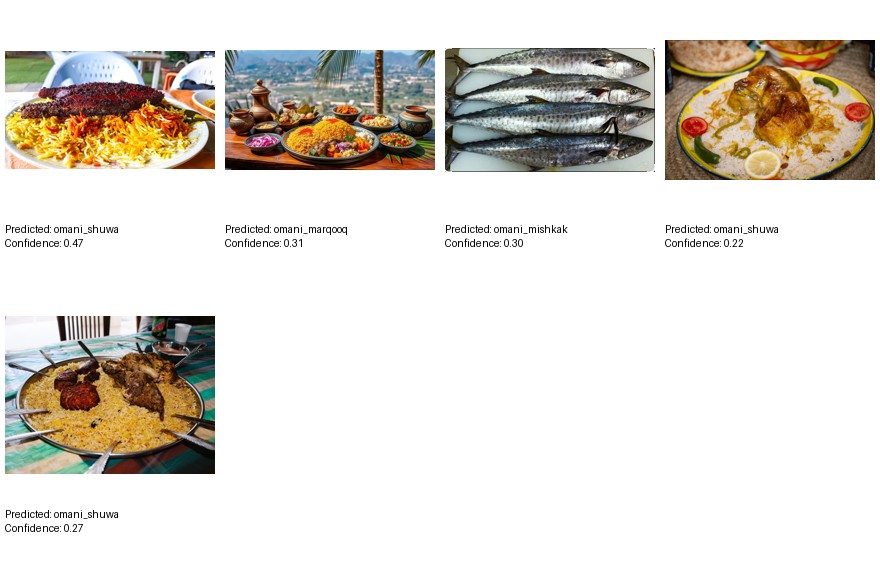 Predicted: omani_shuwa
Confidence: 0.47
Predicted: omani_marqooq
Confidence: 0.31
Predicted: omani_mishkak
Confidence: 0.30
Predicted: omani_shuwa
Confidence: 0.22
Predicted: omani_shuwa
Confidence: 0.27